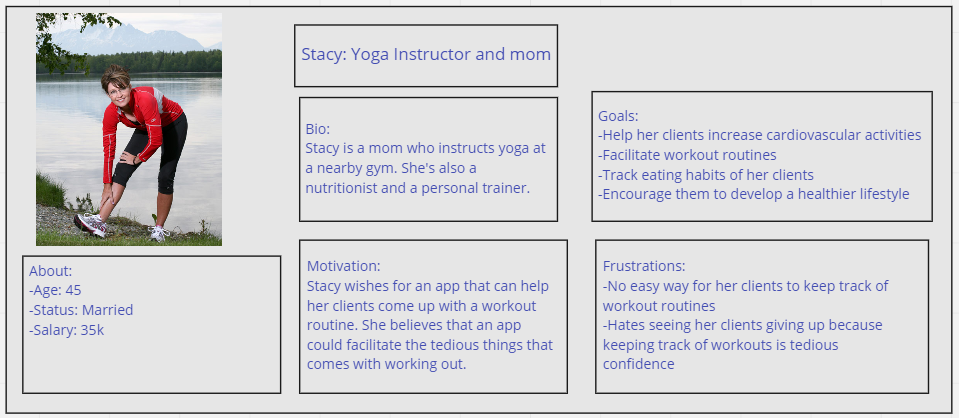 Stacy: Yoga Instructor and mom
Bio:
Stacy is a mom who instructs yoga at
a nearby gym. She's also a
nutritionist and a personal trainer.
Goals:
-Help her clients increase cardiovascular activities
-Facilitate workout routines
-Track eating habits of her clients
-Encourage them to develop a healthier lifestyle
About:
-Age: 45
-Status: Married
-Salary: 35k
Motivation:
Stacy wishes for an app that can help
her clients come up with a workout
routine. She believes that an app
could facilitate the tedious things that
comes with working out.
Frustrations:
-No easy way for her clients to keep track of
workout routines
-Hates seeing her clients giving up because
keeping track of workouts is tedious
confidence